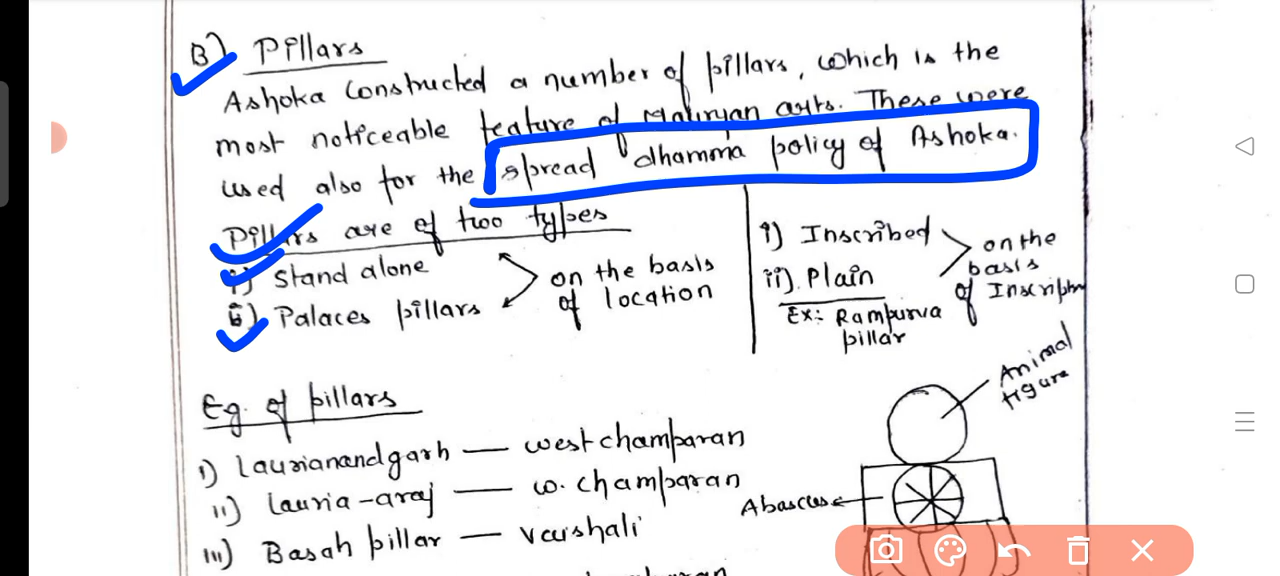 B) Pillars
Ashoka Constructed a number of pillars, which is the
most noticeable feature of Mauryan arts. These were
used also for the spread dhamma policy of Ashoka.
Pillars are of two types
i) Stand alone
ii) Palaces pillars
on the basis
of location
i) Inscribed
ii) Plain
Ex:- Rampurva
pillar
on the
basis
of Inscription
Eg. of pillars
i) Laurianandgarh — west champaran
ii) Lauria-araj — w. champaran
iii) Basah pillar — Vaishali
Animal
figure
Abascus